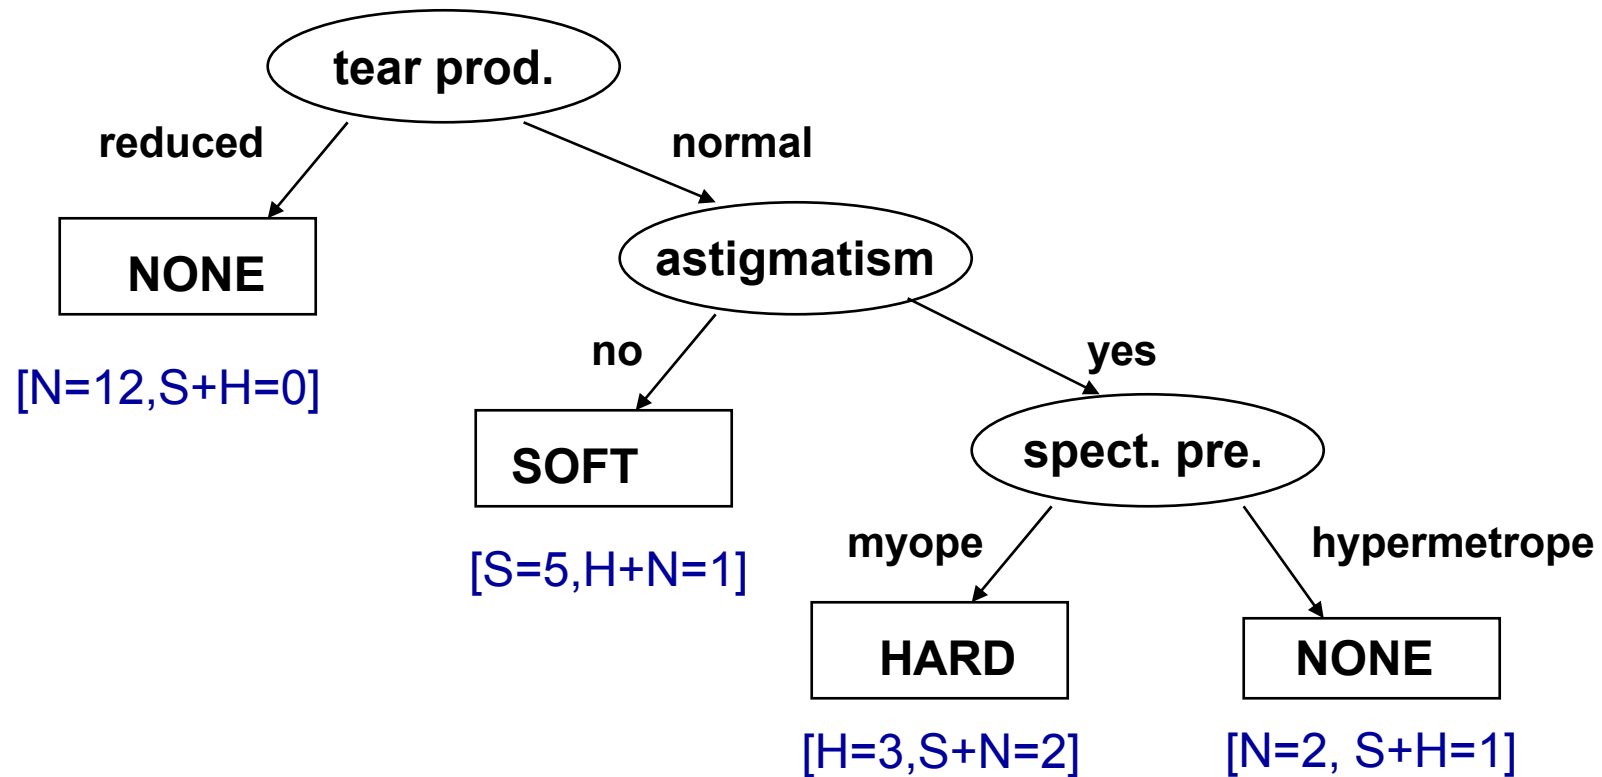 tear prod.
reduced
normal
NONE
[N=12,S+H=0]
astigmatism
no
yes
SOFT
[S=5,H+N=1]
spect. pre.
myope
hypermetrope
HARD
NONE
[H=3,S+N=2]
[N=2, S+H=1]